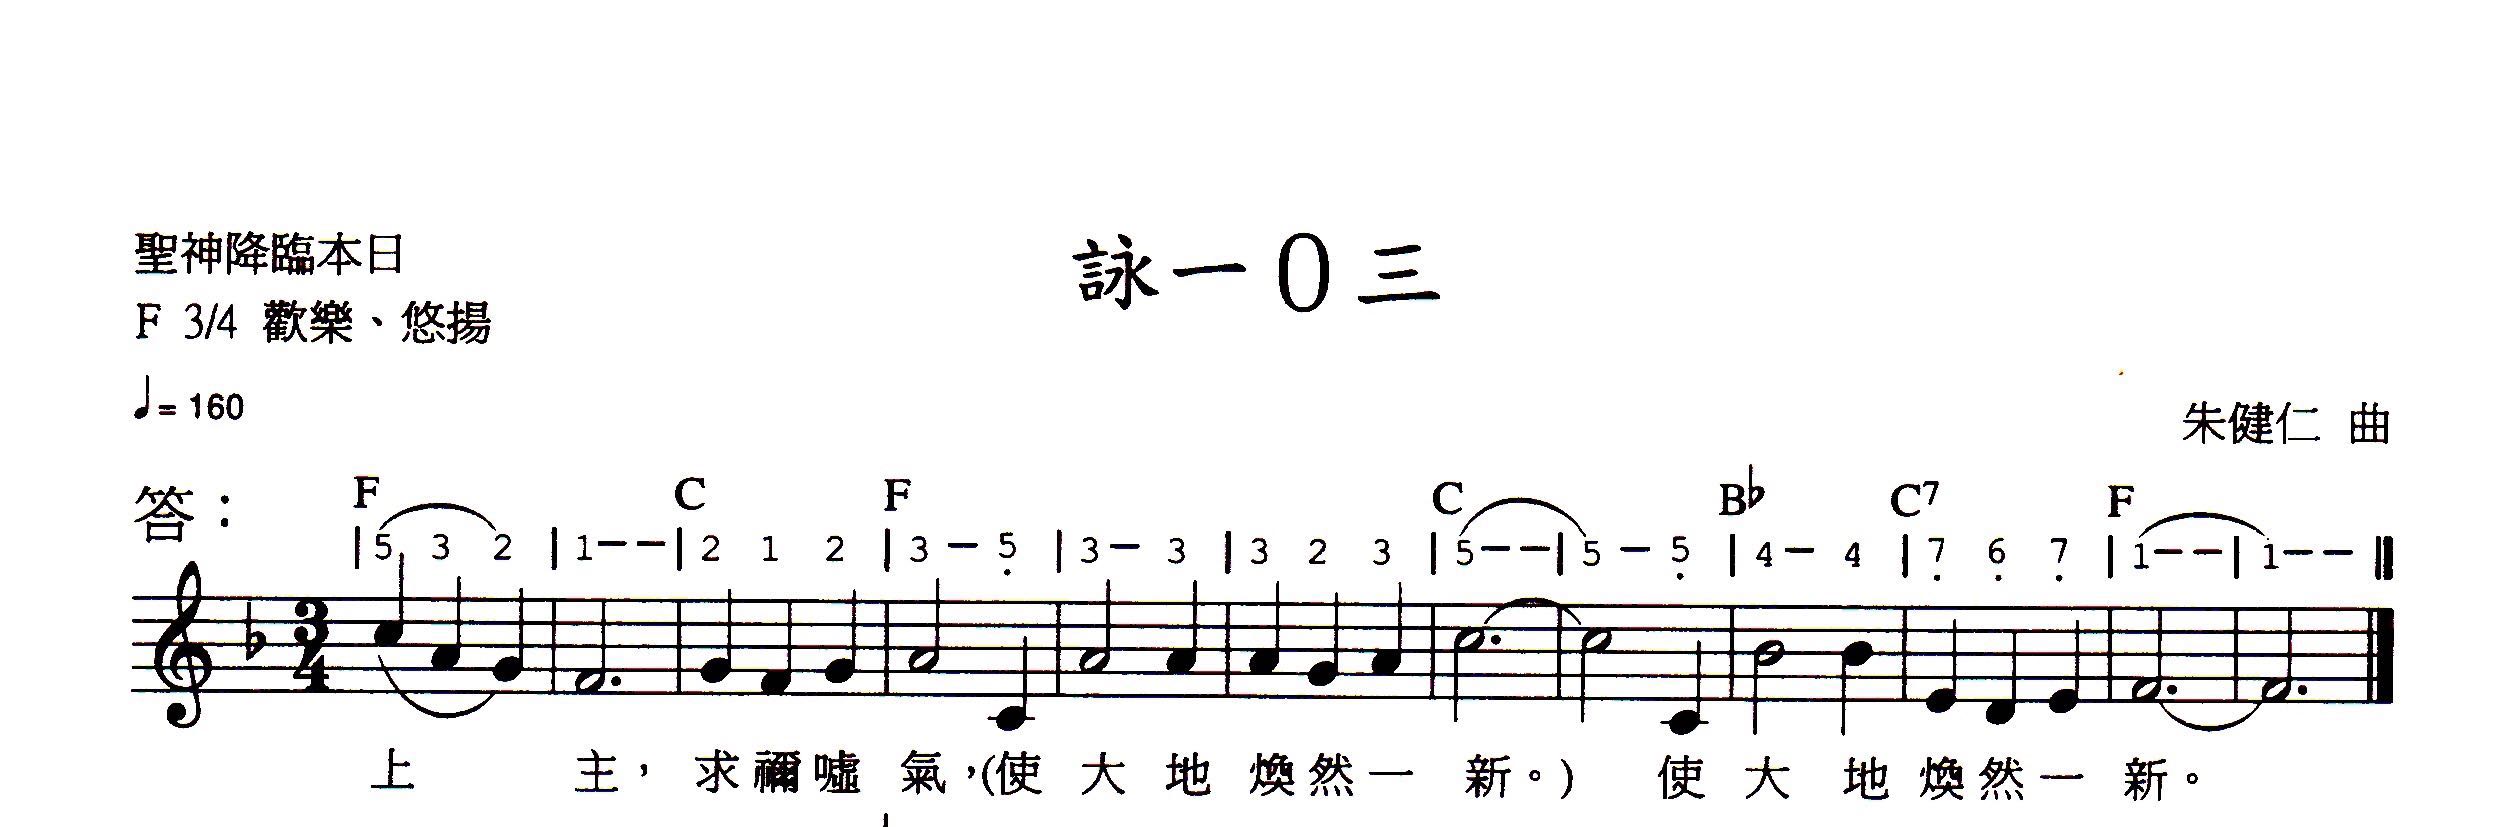 聖神降臨本日
詠一0三
F 3/4 歡樂、悠揚
♩= 160
朱健仁 曲
答： F C F C B♭ C7 F
|5 3 2 |1--|2 1 2 |3-5̣ |3-3 |3 2 3 |5--|5-5̣ |4-4 |7̣ 6̣ 7̣ |1--|1--‖
3
4
上 主，求禰噓氣，(使大地煥然一新。) 使大地煥然一新。